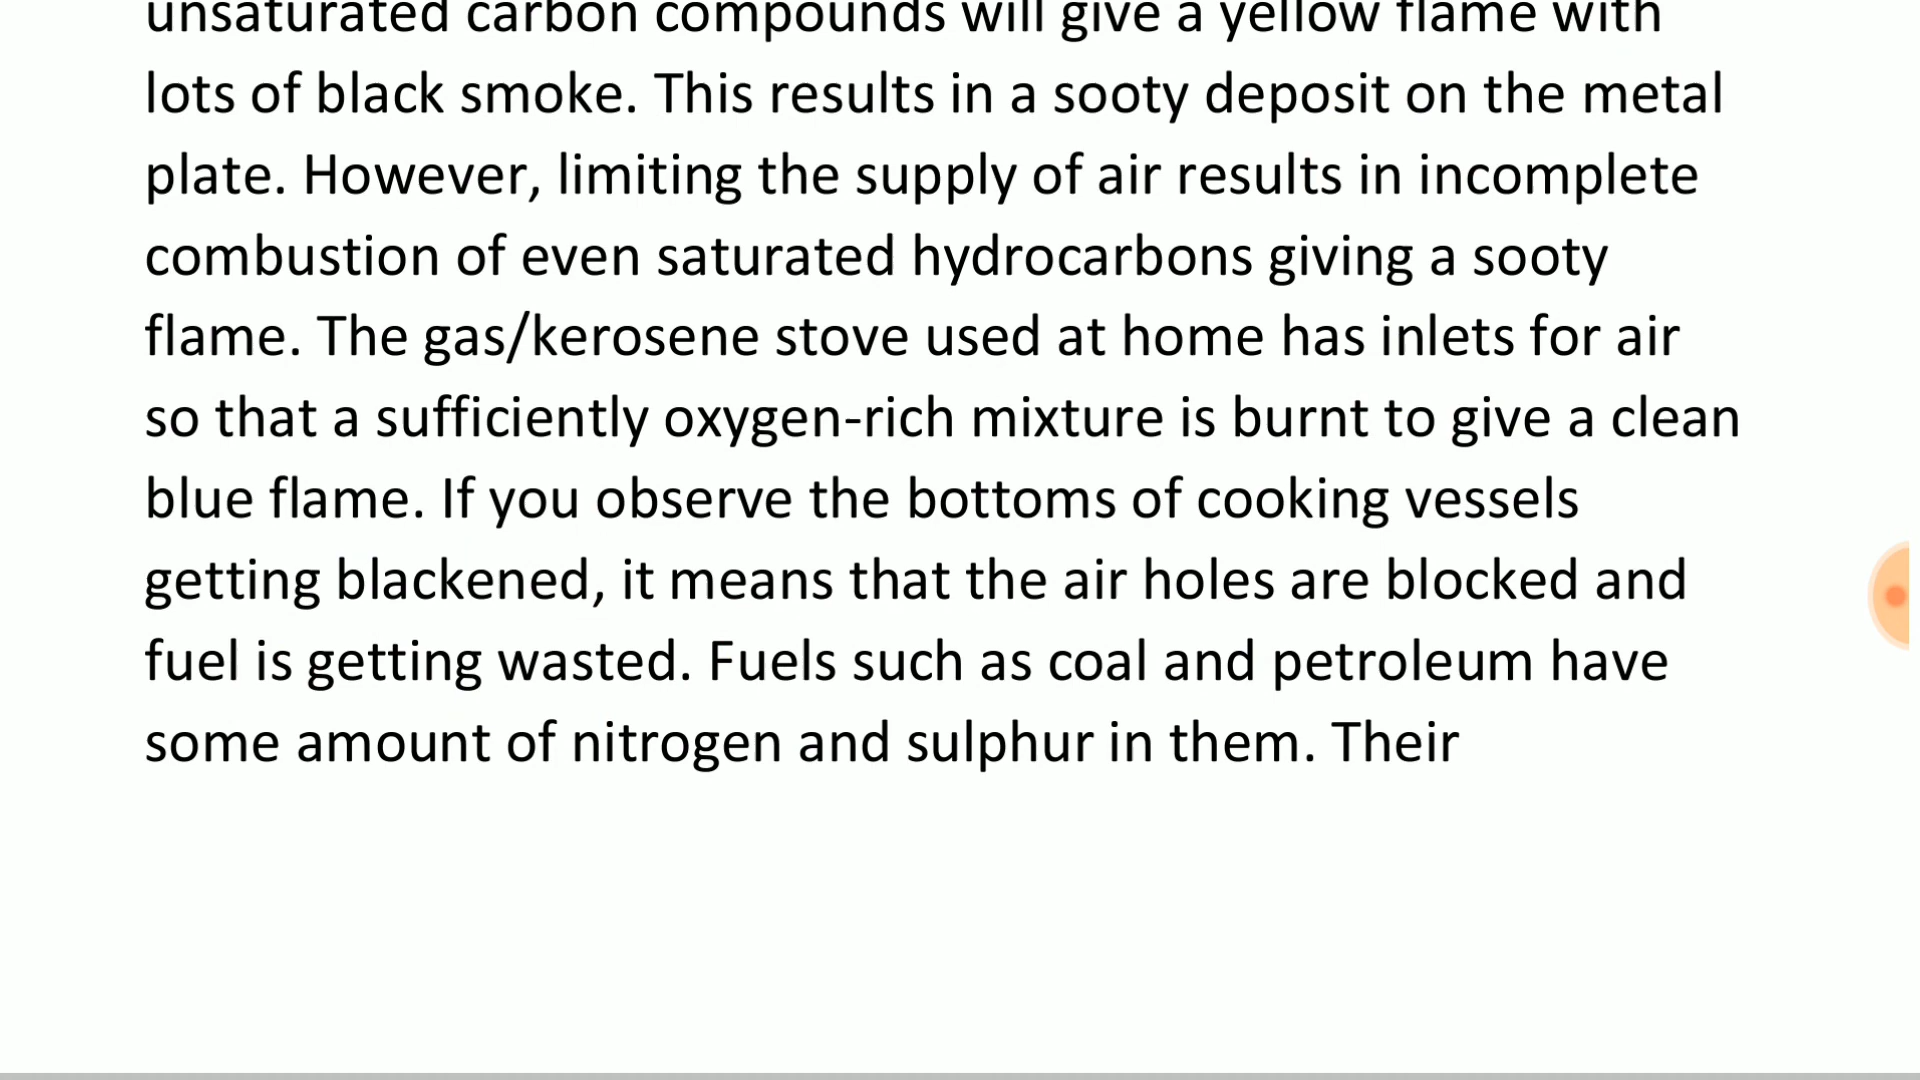 unsaturated carbon compounds will give a yellow flame with
lots of black smoke. This results in a sooty deposit on the metal
plate. However, limiting the supply of air results in incomplete
combustion of even saturated hydrocarbons giving a sooty
flame. The gas/kerosene stove used at home has inlets for air
so that a sufficiently oxygen-rich mixture is burnt to give a clean
blue flame. If you observe the bottoms of cooking vessels
getting blackened, it means that the air holes are blocked and
fuel is getting wasted. Fuels such as coal and petroleum have
some amount of nitrogen and sulphur in them. Their